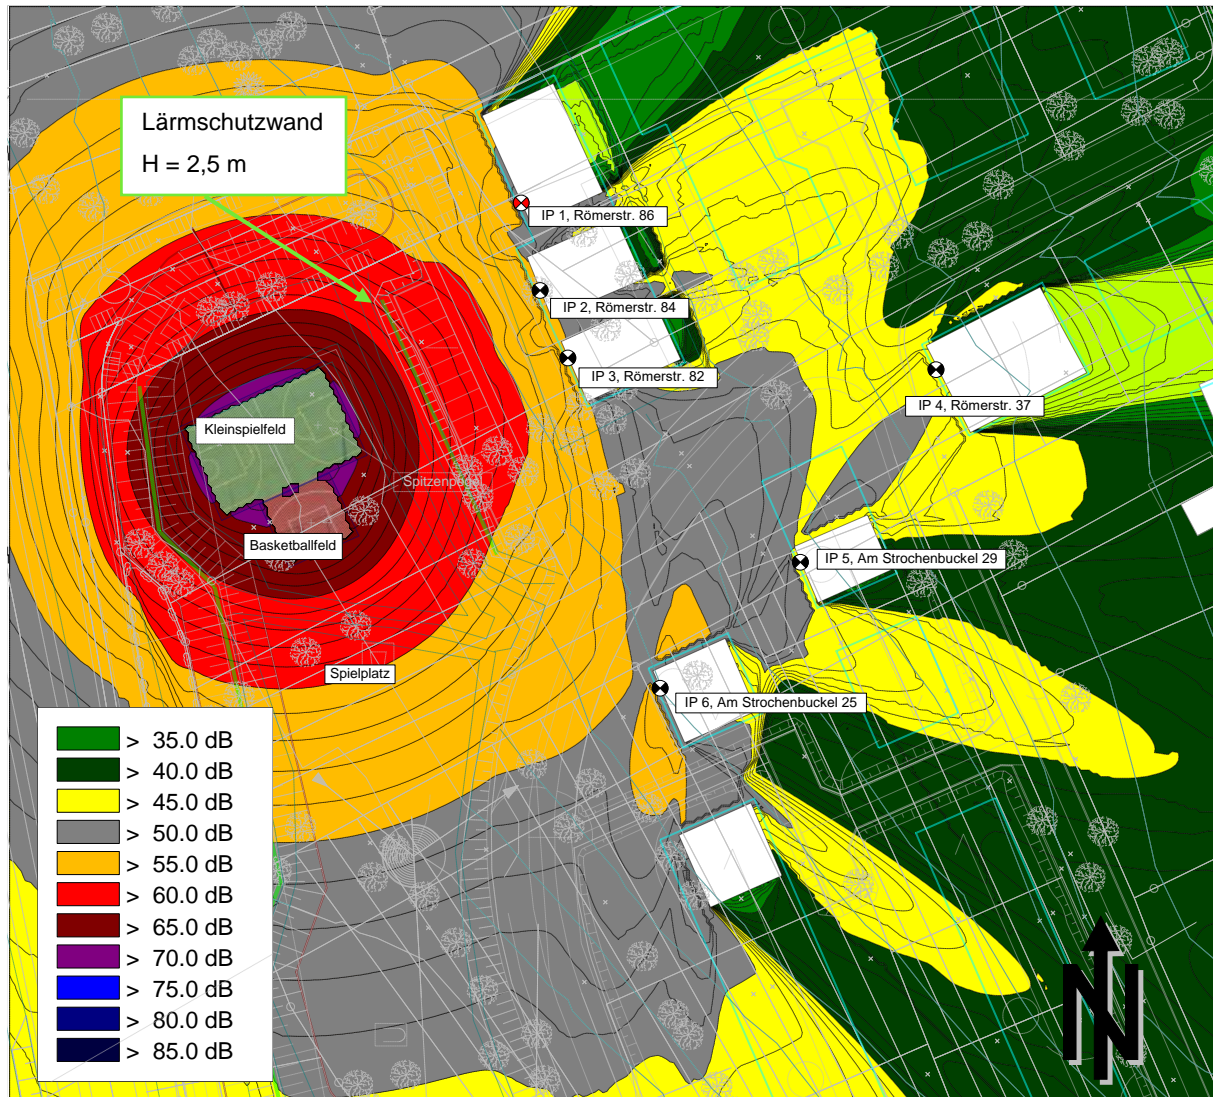 Lärmschutzwand
H = 2,5 m
IP 1, Römerstr. 86
IP 2, Römerstr. 84
IP 3, Römerstr. 82
IP 4, Römerstr. 37
Kleinspielfeld
Spitzenpegel
Basketballfeld
IP 5, Am Strochenbuckel 29
Spielplatz
IP 6, Am Strochenbuckel 25
> 35.0 dB
> 40.0 dB
> 45.0 dB
> 50.0 dB
> 55.0 dB
> 60.0 dB
> 65.0 dB
> 70.0 dB
> 75.0 dB
> 80.0 dB
> 85.0 dB
N